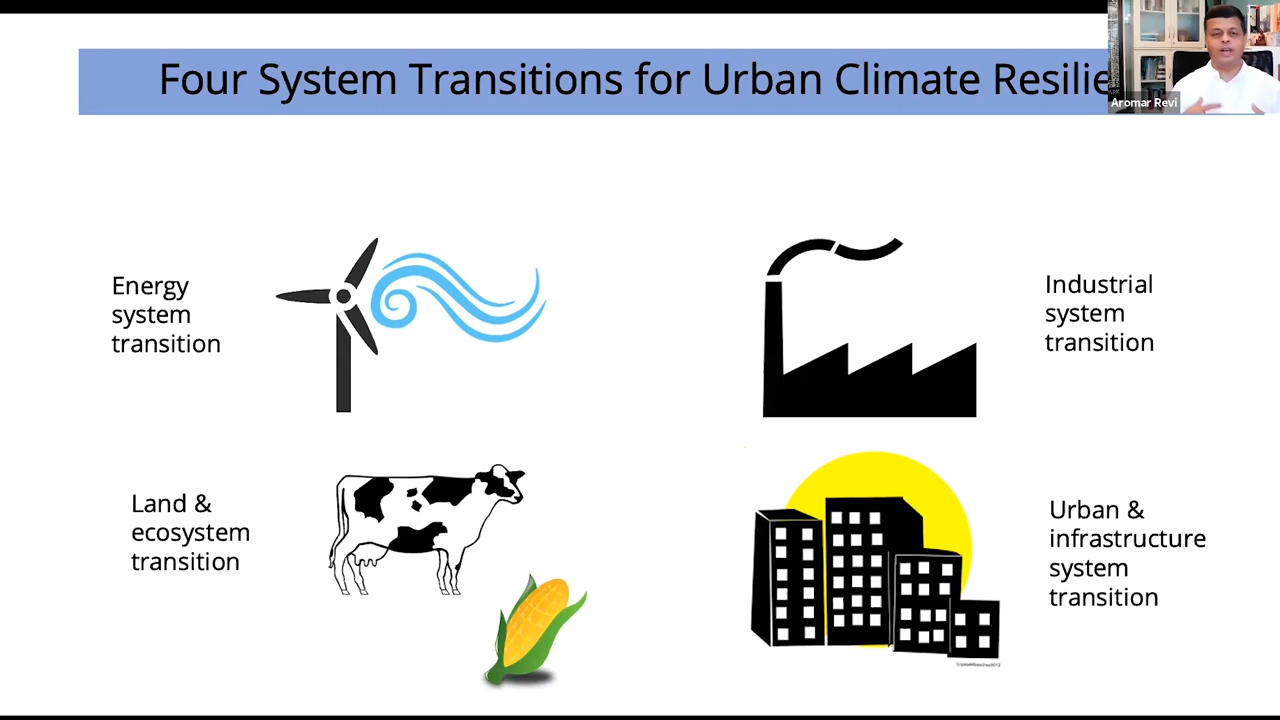 Four System Transitions for Urban Climate Resilie
Aromar Revi
Energy
system
transition
Industrial
system
transition
Land &
ecosystem
transition
Urban &
infrastructure
system
transition